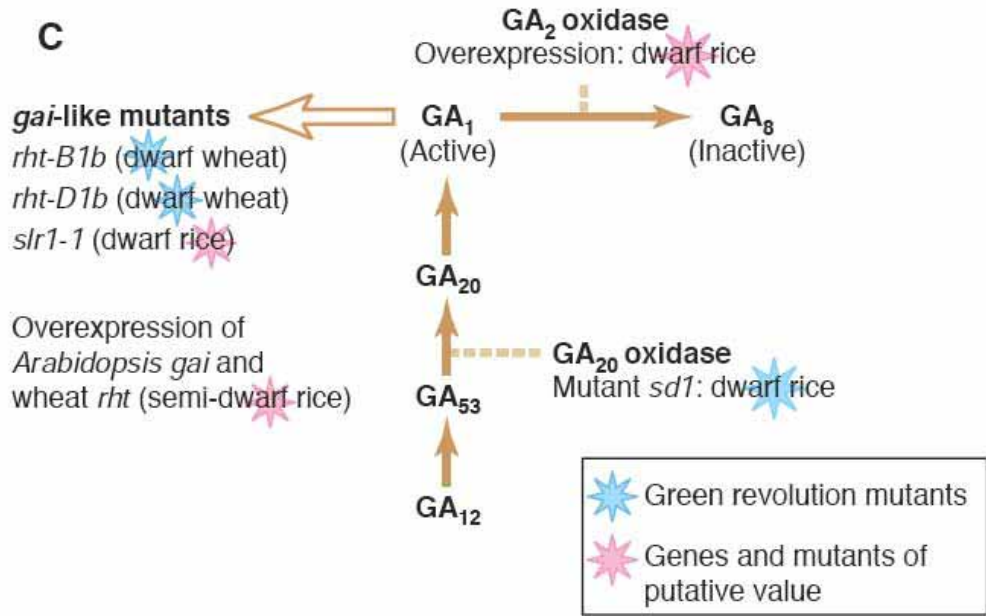 C
GA₂ oxidase
Overexpression: dwarf rice
gai-like mutants
rht-B1b (dwarf wheat)
rht-D1b (dwarf wheat)
slr1-1 (dwarf rice)
GA₁
(Active)
GA₈
(Inactive)
GA₂₀
Overexpression of
Arabidopsis gai and
wheat rht (semi-dwarf rice)
GA₂₀ oxidase
Mutant sd1: dwarf rice
GA₅₃
GA₁₂
Green revolution mutants
Genes and mutants of
putative value